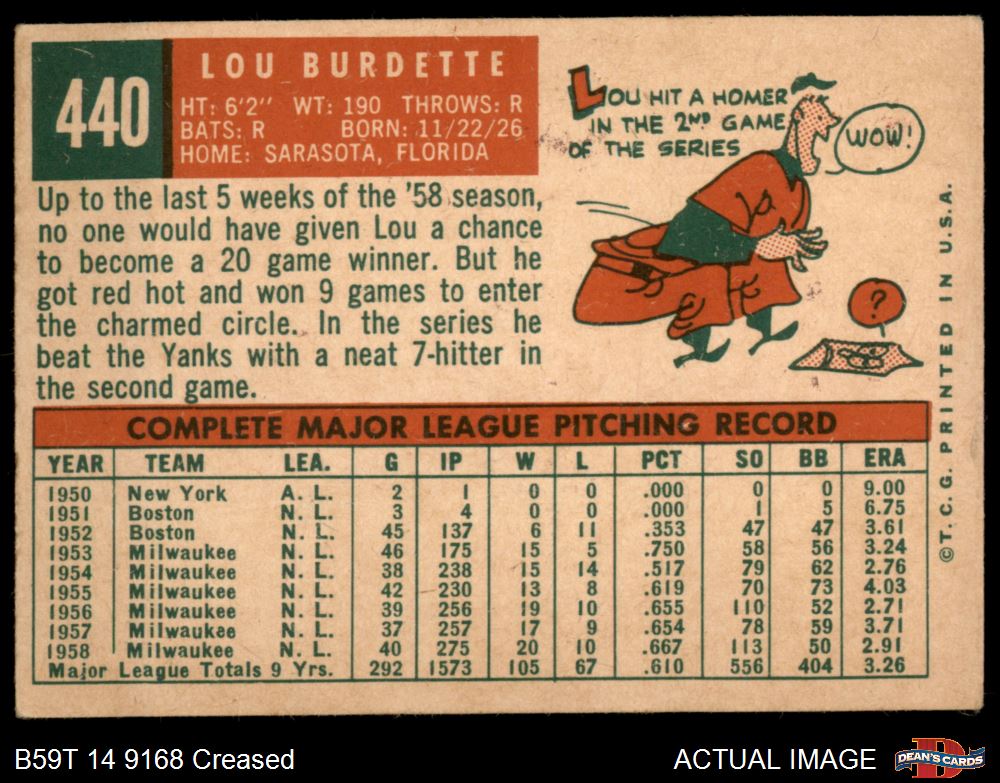 440
LOU BURDETTE
HT: 6'2" WT: 190 THROWS: R
BATS: R BORN: 11/22/26
HOME: SARASOTA, FLORIDA
LOU HIT A HOMER
IN THE 2ND GAME
OF THE SERIES
WOW!
?
Up to the last 5 weeks of the '58 season,
no one would have given Lou a chance
to become a 20 game winner. But he
got red hot and won 9 games to enter
the charmed circle. In the series he
beat the Yanks with a neat 7-hitter in
the second game.
COMPLETE MAJOR LEAGUE PITCHING RECORD
YEAR TEAM LEA. G IP W L PCT SO BB ERA
1950 New York A. L. 2 1 0 0 .000 0 0 9.00
1951 Boston N. L. 3 4 0 0 .000 1 5 6.75
1952 Boston N. L. 45 137 6 11 .353 47 47 3.61
1953 Milwaukee N. L. 46 175 15 5 .750 58 56 3.24
1954 Milwaukee N. L. 38 238 15 14 .517 79 62 2.76
1955 Milwaukee N. L. 42 230 13 8 .619 70 73 4.03
1956 Milwaukee N. L. 39 256 19 10 .655 110 52 2.71
1957 Milwaukee N. L. 37 257 17 9 .654 78 59 3.71
1958 Milwaukee N. L. 40 275 20 10 .667 113 50 2.91
Major League Totals 9 Yrs. 292 1573 105 67 .610 556 404 3.26
©T. C. G. PRINTED IN U.S.A.
B59T 14 9168 Creased
ACTUAL IMAGE
D
DEAN'S CARDS